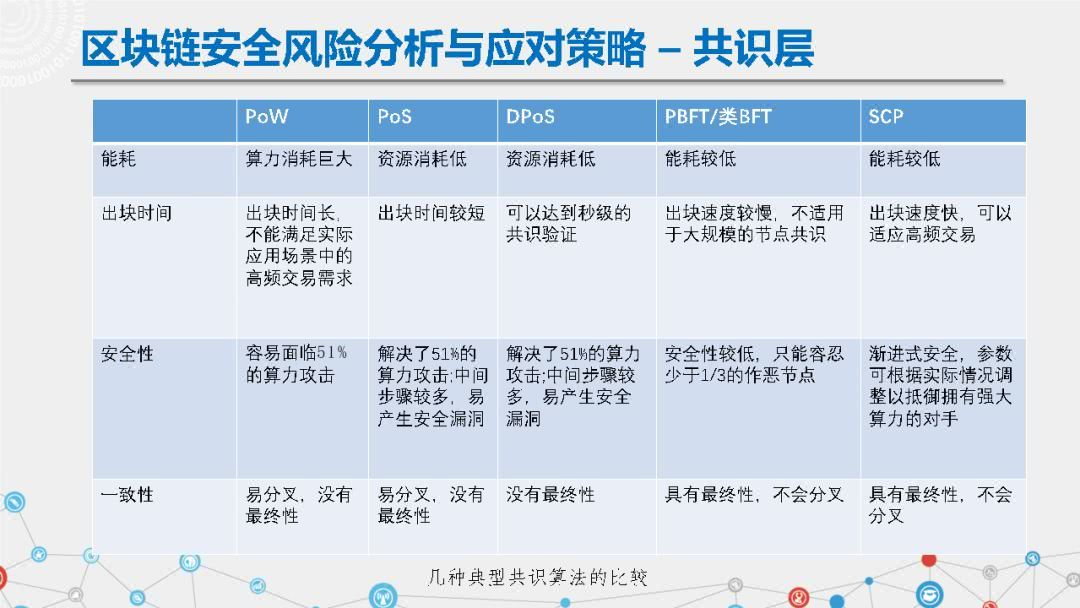 区块链安全风险分析与应对策略 – 共识层
PoW PoS DPoS PBFT/类BFT SCP
能耗
算力消耗巨大
资源消耗低
资源消耗低
能耗较低
能耗较低
出块时间
出块时间长，
不能满足实际
应用场景中的
高频交易需求
出块时间较短
可以达到秒级的
共识验证
出块速度较慢，不适用
于大规模的节点共识
出块速度快，可以
适应高频交易
安全性
容易面临51%
的算力攻击
解决了51%的
算力攻击;中间
步骤较多，易
产生安全漏洞
解决了51%的算力
攻击;中间步骤较
多，易产生安全
漏洞
安全性较低，只能容忍
少于1/3的作恶节点
渐进式安全，参数
可根据实际情况调
整以抵御拥有强大
算力的对手
一致性
易分叉，没有
最终性
易分叉，没有
最终性
没有最终性
具有最终性，不会分叉
具有最终性，不会
分叉
几种典型共识算法的比较